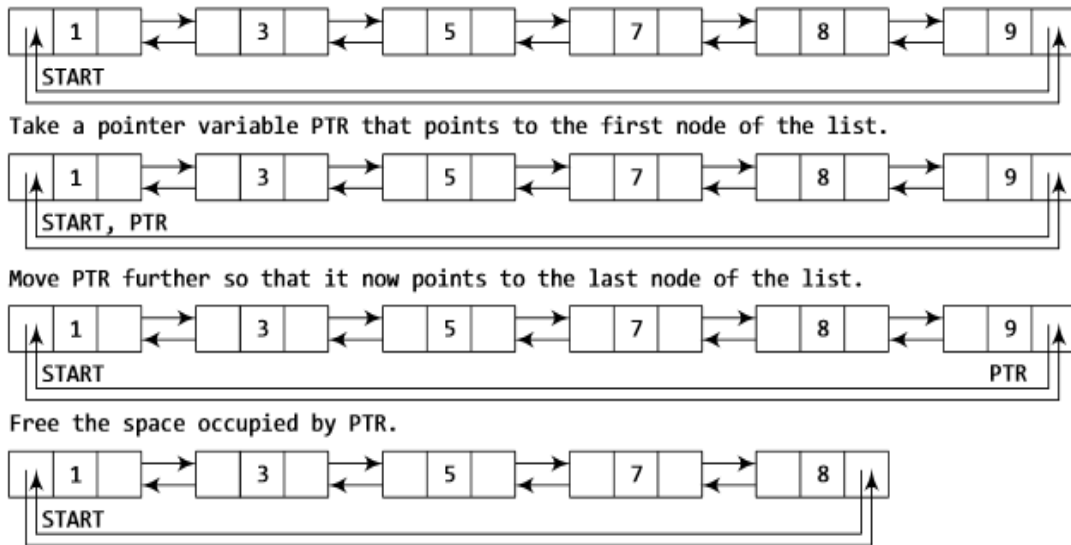 1 3 5 7 8 9
START
Take a pointer variable PTR that points to the first node of the list.
1 3 5 7 8 9
START, PTR
Move PTR further so that it now points to the last node of the list.
1 3 5 7 8 9
START PTR
Free the space occupied by PTR.
1 3 5 7 8
START